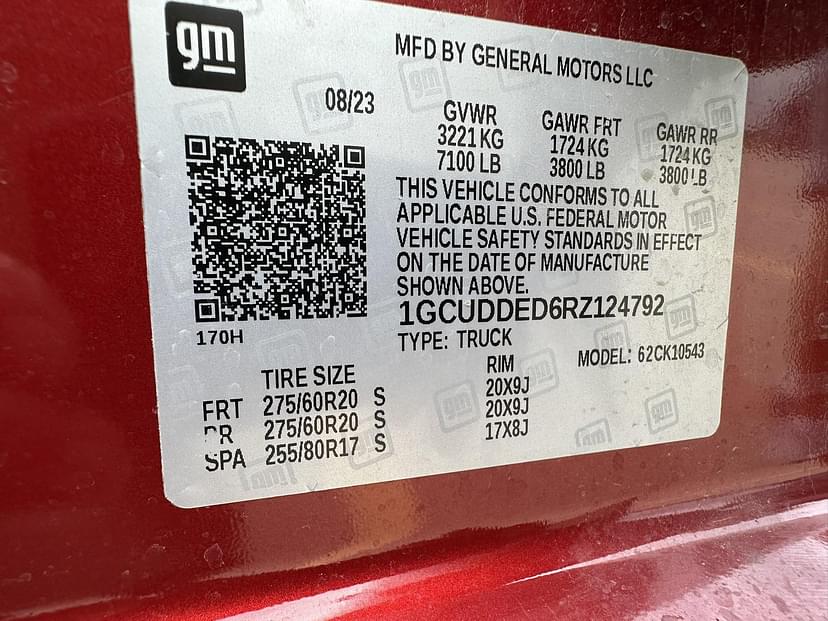 gm
MFD BY GENERAL MOTORS LLC
08/23
GVWR GAWR FRT GAWR RR
3221 KG 1724 KG 1724 KG
7100 LB 3800 LB 3800 LB
THIS VEHICLE CONFORMS TO ALL
APPLICABLE U.S. FEDERAL MOTOR
VEHICLE SAFETY STANDARDS IN EFFECT
ON THE DATE OF MANUFACTURE
SHOWN ABOVE.
1GCUDDED6RZ124792
170H
TYPE: TRUCK
MODEL: 62CK10543
TIRE SIZE RIM
FRT 275/60R20 S 20X9J
RR 275/60R20 S 20X9J
SPA 255/80R17 S 17X8J